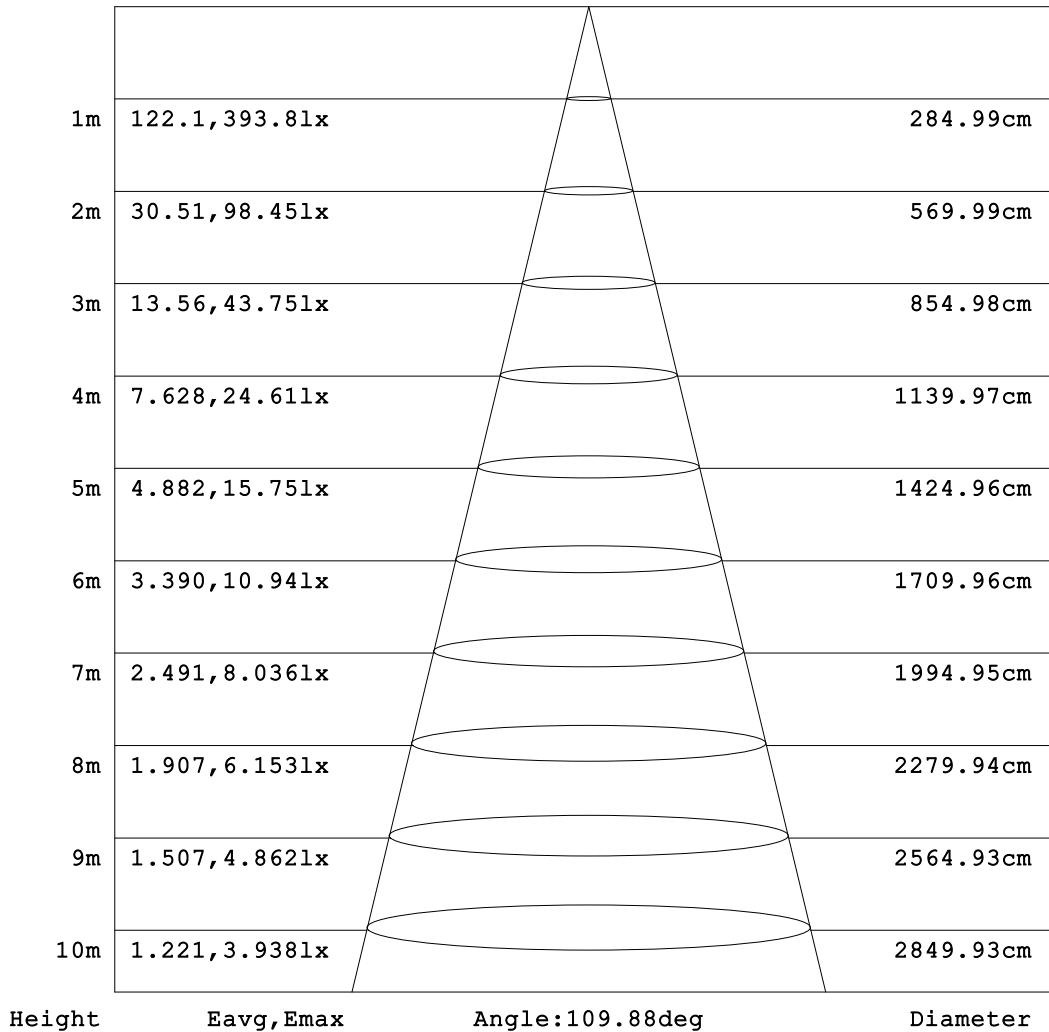 1m 122.1,393.8lx 284.99cm
2m 30.51,98.45lx 569.99cm
3m 13.56,43.75lx 854.98cm
4m 7.628,24.61lx 1139.97cm
5m 4.882,15.75lx 1424.96cm
6m 3.390,10.94lx 1709.96cm
7m 2.491,8.036lx 1994.95cm
8m 1.907,6.153lx 2279.94cm
9m 1.507,4.862lx 2564.93cm
10m 1.221,3.938lx 2849.93cm
Height Eavg,Emax Angle:109.88deg Diameter